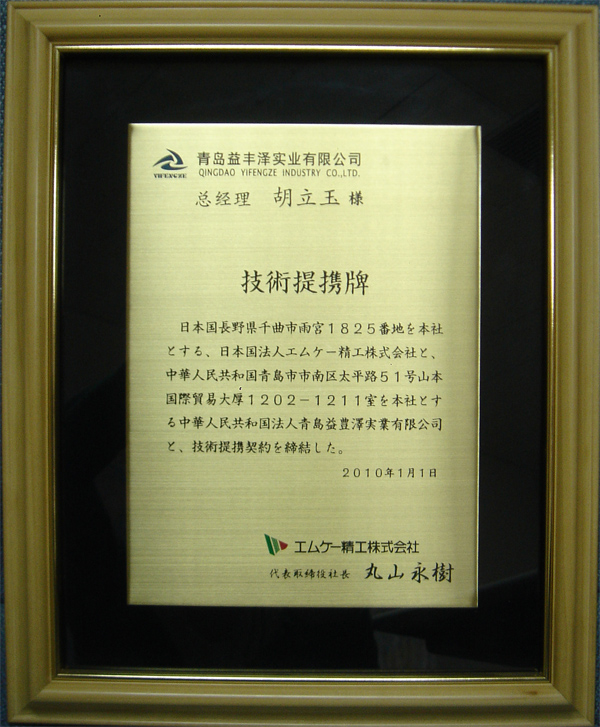 青岛益丰泽实业有限公司
YIFENGZE
QINGDAO YIFENGZE INDUSTRY CO.,LTD.
总经理 胡立玉 様
技術提携牌
日本国長野県千曲市雨宮1825番地を本社
とする、日本国法人エムケー精工株式会社と、
中華人民共和国青島市市南区太平路51号山本
国際貿易大厚1202-1211室を本社とす
る中華人民共和国法人青島益豊澤実業有限公司
と、技術提携契約を締結した。
2010年1月1日
エムケー精工株式会社
代表取締役社長 丸山永樹